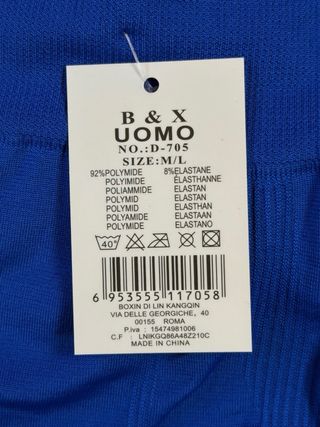 B & X
UOMO
NO.:D-705
SIZE:M/L
92%POLYMIDE 8%ELASTANE
POLYIMIDE ÉLASTHANNE
POLIAMMIDE ELASTAN
POLYMID ELASTAN
POLYMID ELASTHAN
POLYAMIDE ELASTAAN
POLYESTER ELASTANO
40°
6 953555 117058
BOXIN DI LIN KANGQIN
VIA DELLE GEORGICHE, 40
00155 ROMA
P.iva : 15474981006
C.F : LNIKGQ86A48Z210C
MADE IN CHINA